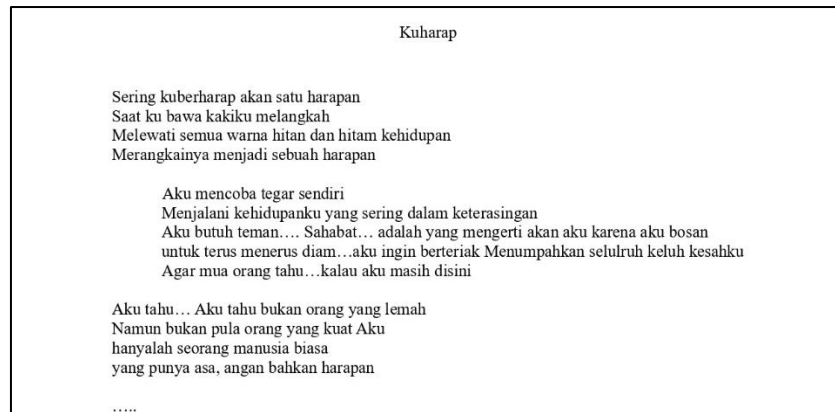 Kuharap
Sering kuberharap akan satu harapan
Saat ku bawa kakiku melangkah
Melewati semua warna hitan dan hitam kehidupan
Merangkainya menjadi sebuah harapan
Aku mencoba tegar sendiri
Menjalani kehidupanku yang sering dalam keterasingan
Aku butuh teman…. Sahabat… adalah yang mengerti akan aku karena aku bosan
untuk terus menerus diam…aku ingin berteriak Menumpahkan selulruh keluh kesahku
Agar mua orang tahu…kalau aku masih disini
Aku tahu… Aku tahu bukan orang yang lemah
Namun bukan pula orang yang kuat Aku
hanyalah seorang manusia biasa
yang punya asa, angan bahkan harapan
…..